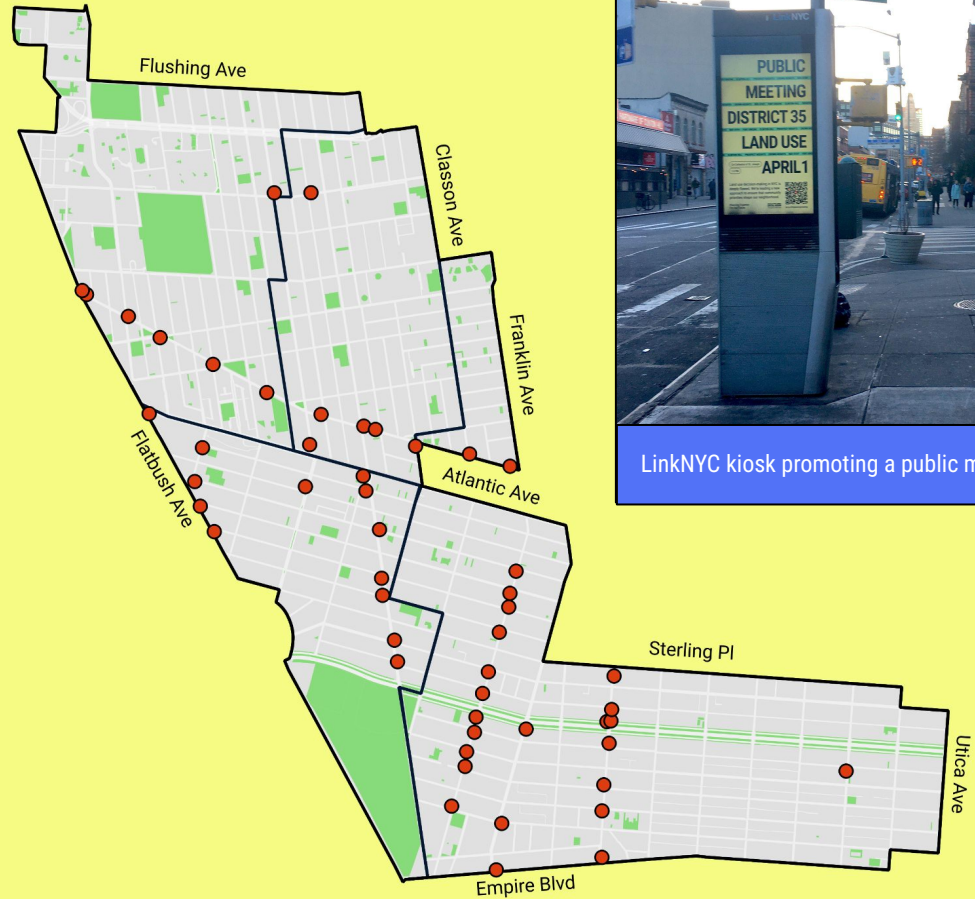 Flushing Ave
Classon Ave
Franklin Ave
Flatbush Ave
Atlantic Ave
Sterling Pl
Utica Ave
Empire Blvd
LinkNYC
PUBLIC
MEETING
DISTRICT 35
LAND USE
APRIL 1
LinkNYC kiosk promoting a public m